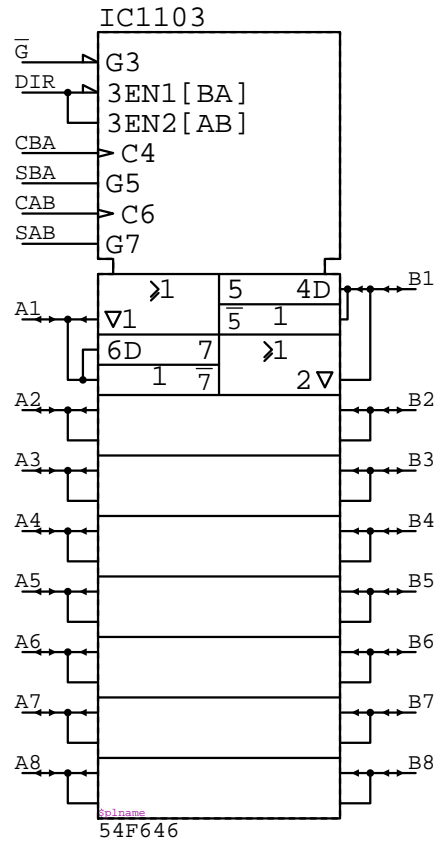 IC1103
G̅
G3
DIR
3EN1[BA]
3EN2[AB]
CBA
C4
SBA
G5
CAB
C6
SAB
G7
≥1 5 4D B1
A1 ▽1 5̅ 1
6D 7 ≥1
1 7̅ 2▽
A2 B2
A3 B3
A4 B4
A5 B5
A6 B6
A7 B7
A8 B8
$plname
54F646